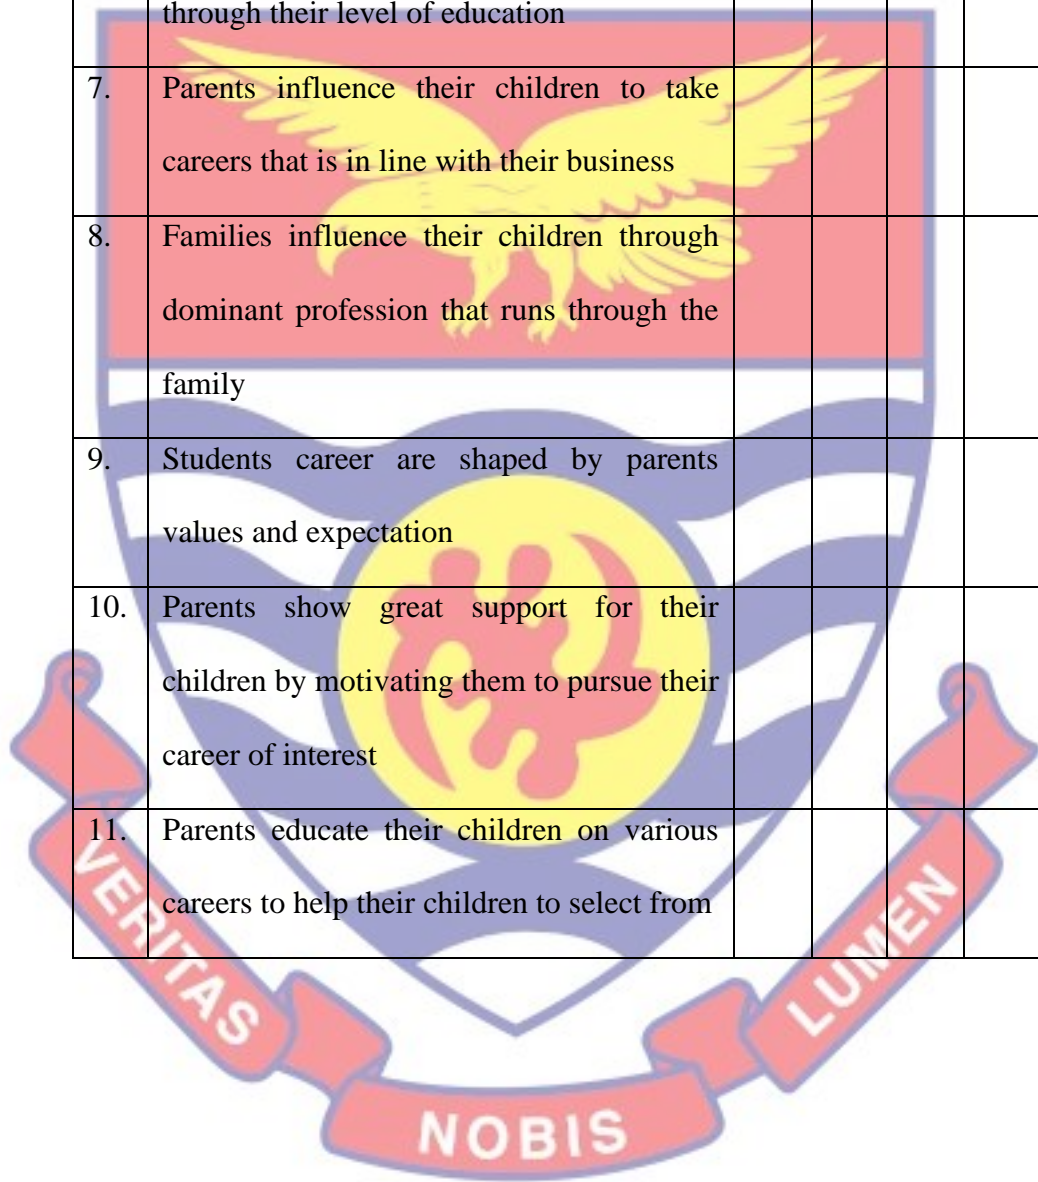 through their level of education
7. Parents influence their children to take
careers that is in line with their business
8. Families influence their children through
dominant profession that runs through the
family
9. Students career are shaped by parents
values and expectation
10. Parents show great support for their
children by motivating them to pursue their
career of interest
11. Parents educate their children on various
careers to help their children to select from
VERITAS
NOBIS
LUMEN